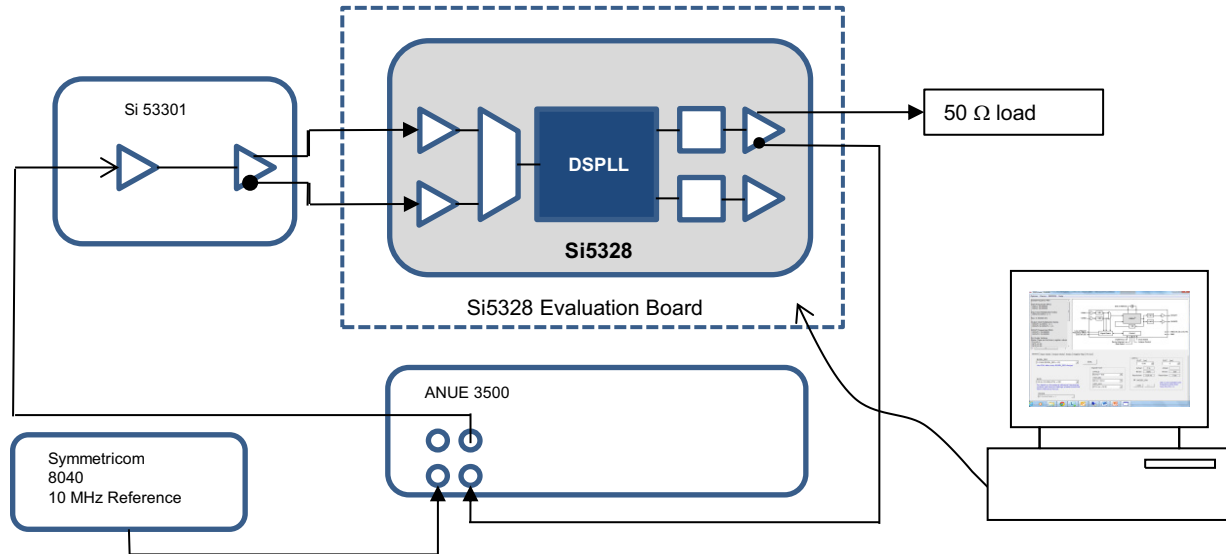 Si 53301
50 Ω load
DSPLL
Si5328
Si5328 Evaluation Board
ANUE 3500
Symmetricom
8040
10 MHz Reference